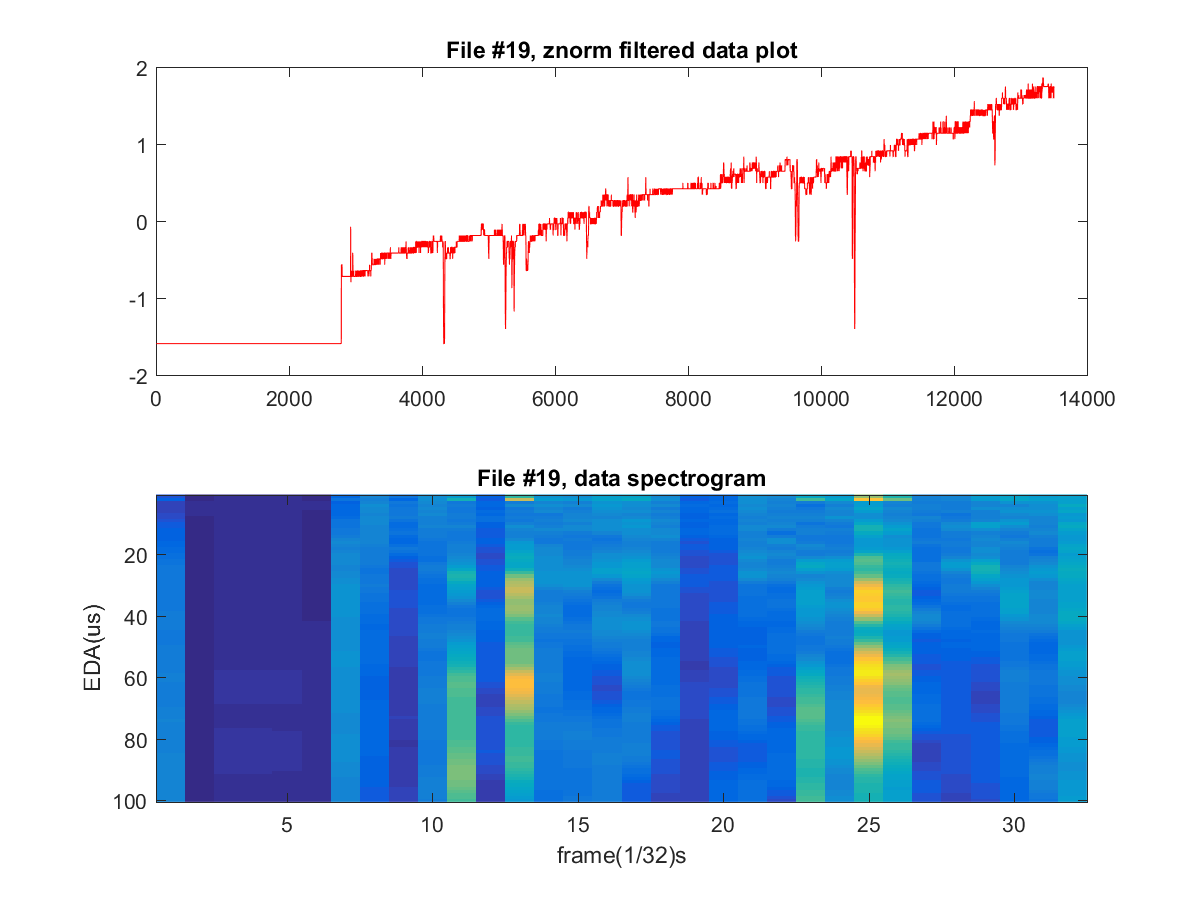 File #19, znorm filtered data plot
2
1
0
-1
-2
0 2000 4000 6000 8000 10000 12000 14000
File #19, data spectrogram
20
40
60
80
100
EDA(us)
5 10 15 20 25 30
frame(1/32)s